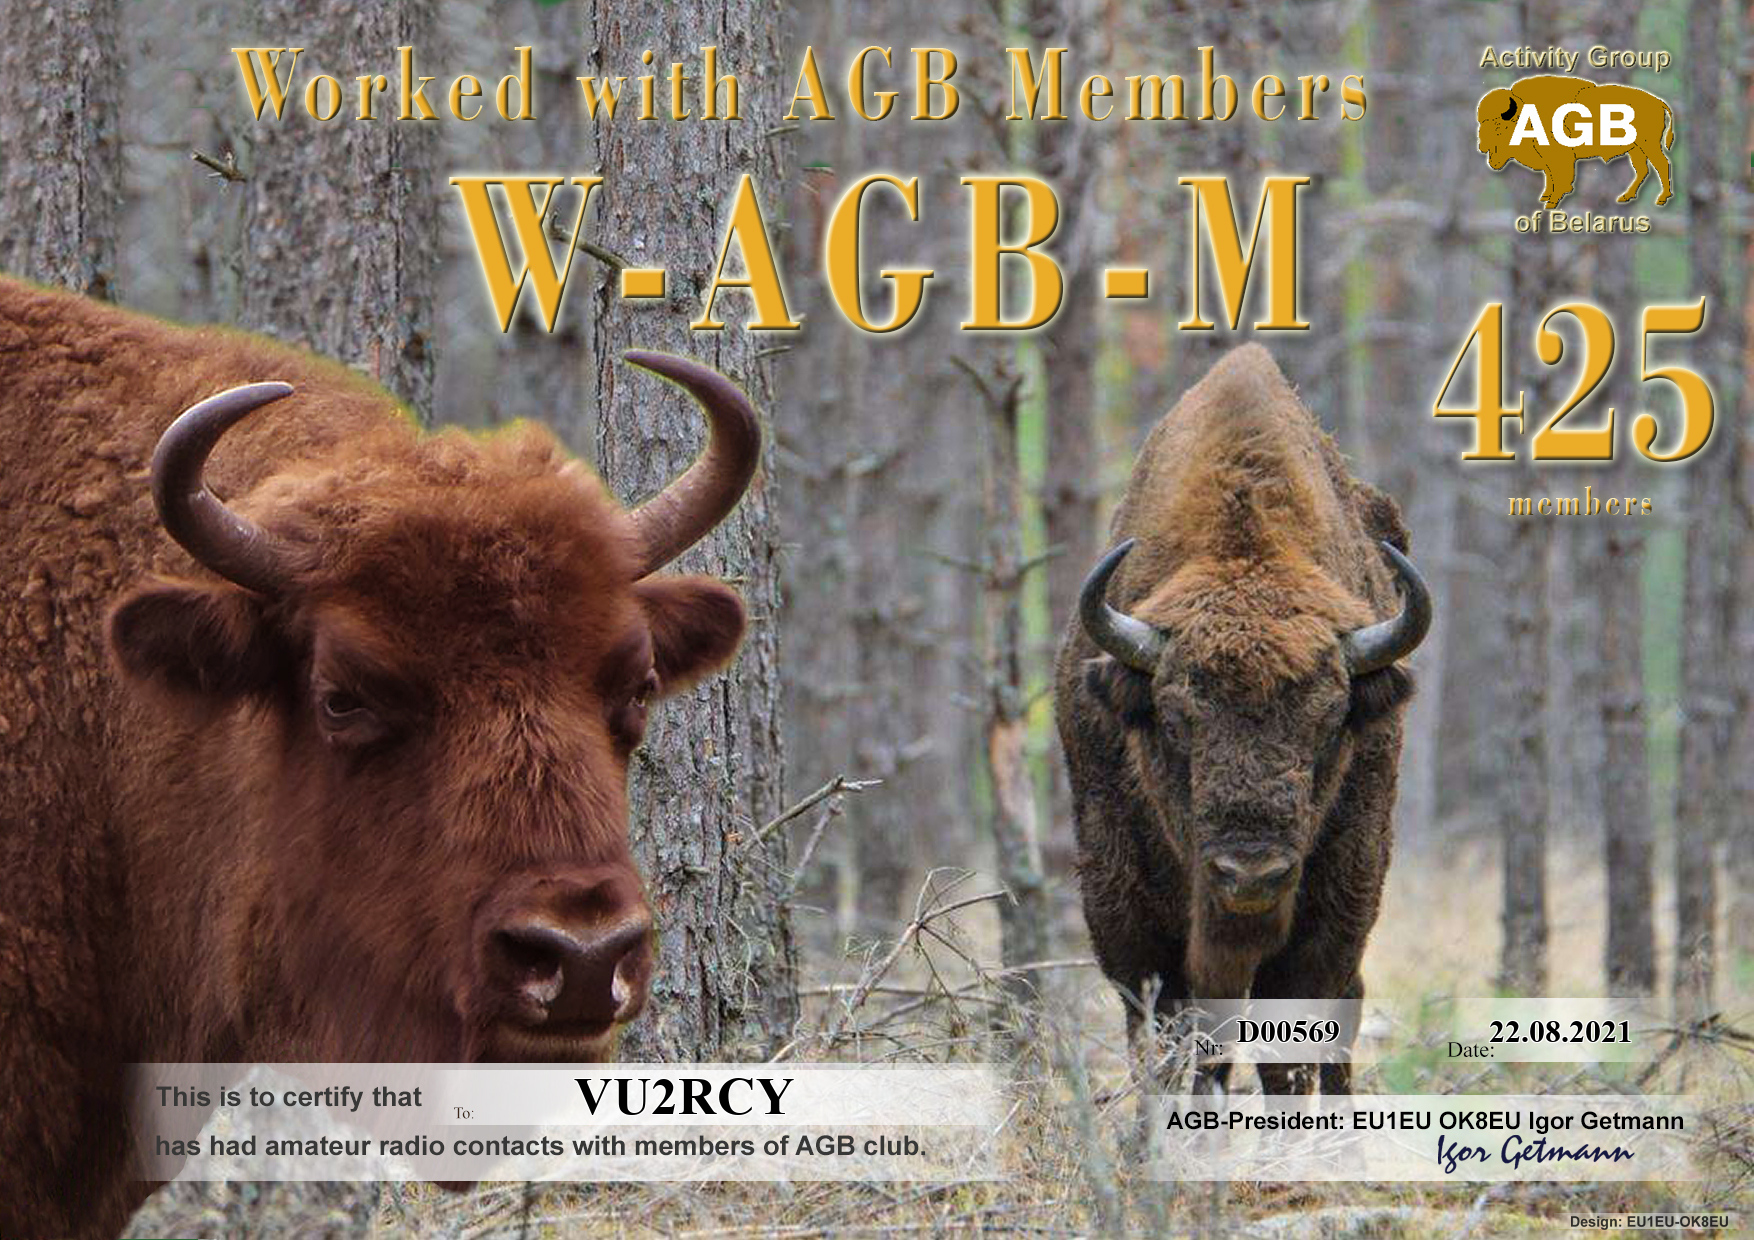 Worked with AGB Members
Activity Group
AGB
of Belarus
W-AGB-M
425
members
Nr: D00569
Date: 22.08.2021
This is to certify that To: VU2RCY
has had amateur radio contacts with members of AGB club.
AGB-President: EU1EU OK8EU Igor Getmann
Igor Getmann
Design: EU1EU-OK8EU